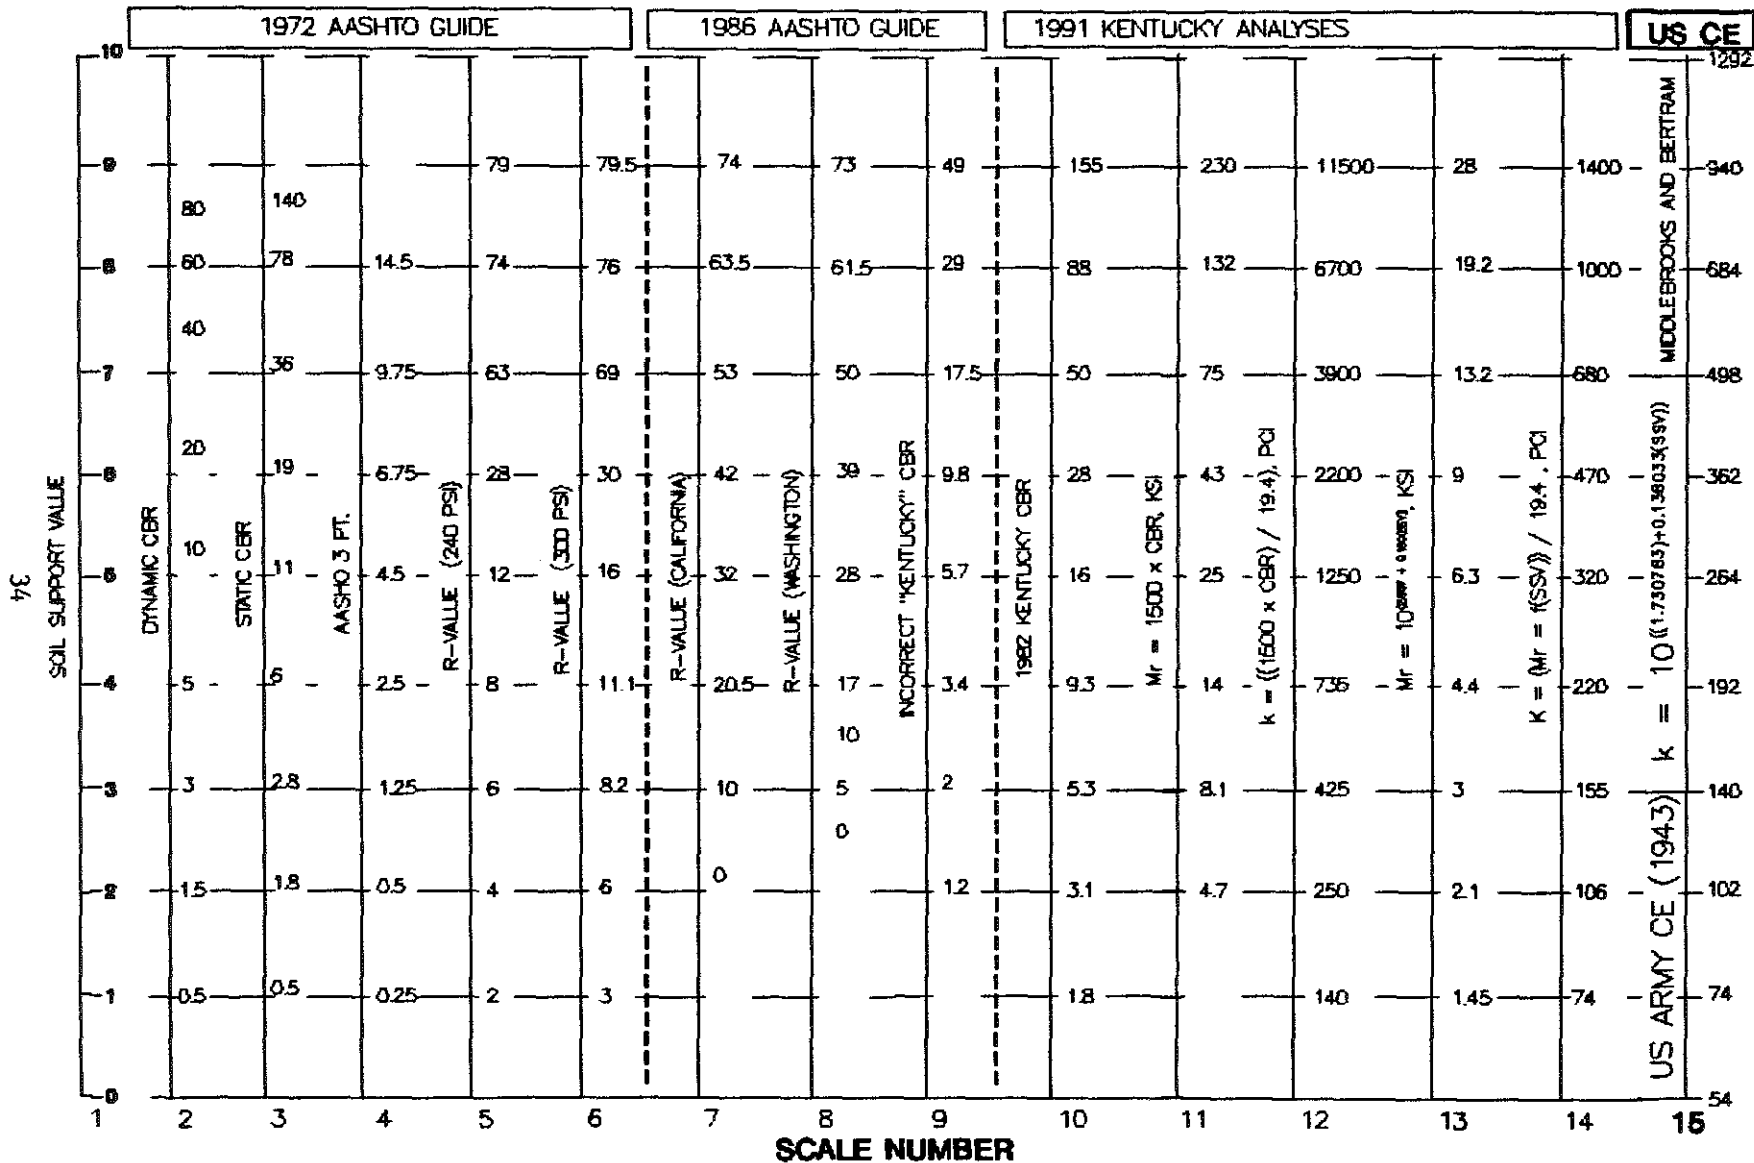 1972 AASHTO GUIDE
1986 AASHTO GUIDE
1991 KENTUCKY ANALYSES
US CE
10
1292
9 79 79.5 74 73 49 155 230 11500 28 1400 940
80 140
8 60 78 14.5 74 76 63.5 61.5 29 88 132 6700 19.2 1000 684
40
7 36 9.75 63 69 53 50 17.5 50 75 3900 13.2 680 498
20
6 19 6.75 28 30 42 39 9.8 28 43 2200 9 470 362
10
5 11 4.5 12 16 32 28 5.7 16 25 1250 6.3 320 264
4 5 6 2.5 8 11.1 20.5 17 3.4 9.3 14 736 4.4 220 192
10
3 3 2.8 1.25 6 8.2 10 5 2 5.3 8.1 425 3 155 140
0
0
2 1.5 1.8 0.5 4 6 1.2 3.1 4.7 250 2.1 106 102
1 0.5 0.5 0.25 2 3 1.8 140 1.45 74 74
0 54
SOIL SUPPORT VALUE
DYNAMIC CBR
STATIC CBR
AASHO 3 PT.
R-VALUE (240 PSI)
R-VALUE (300 PSI)
R-VALUE (CALIFORNIA)
R-VALUE (WASHINGTON)
INCORRECT "KENTUCKY" CBR
1982 KENTUCKY CBR
Mr = 1500 x CBR, KSI
k = ((1500 x CBR) / 19.4), PCI
Mr = 10 , KSI
K = (Mr = f(SSV)) / 19.4 , PCI
US ARMY CE (1943) k = 10((1.730783)+0.138033(SSV)) MIDDLEBROOKS AND BERTRAM
1 2 3 4 5 6 7 8 9 10 11 12 13 14 15
SCALE NUMBER
34